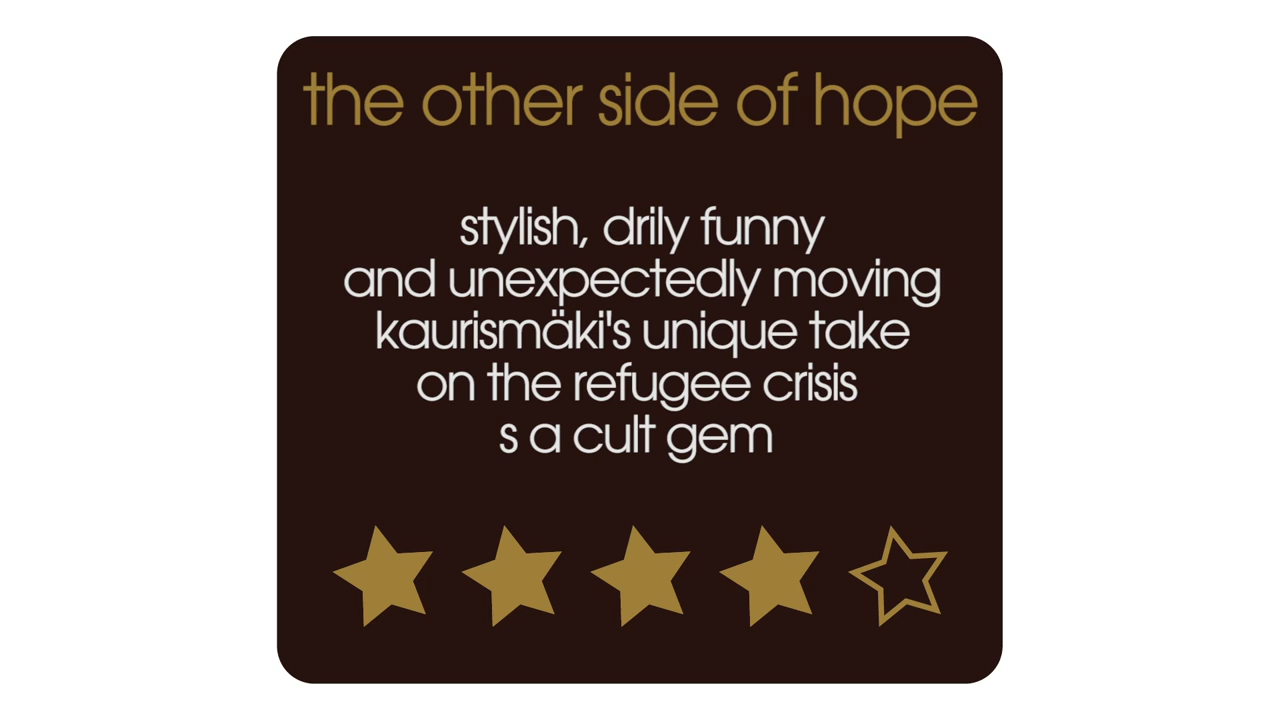 the other side of hope
stylish, drily funny
and unexpectedly moving
kaurismäki's unique take
on the refugee crisis
s a cult gem